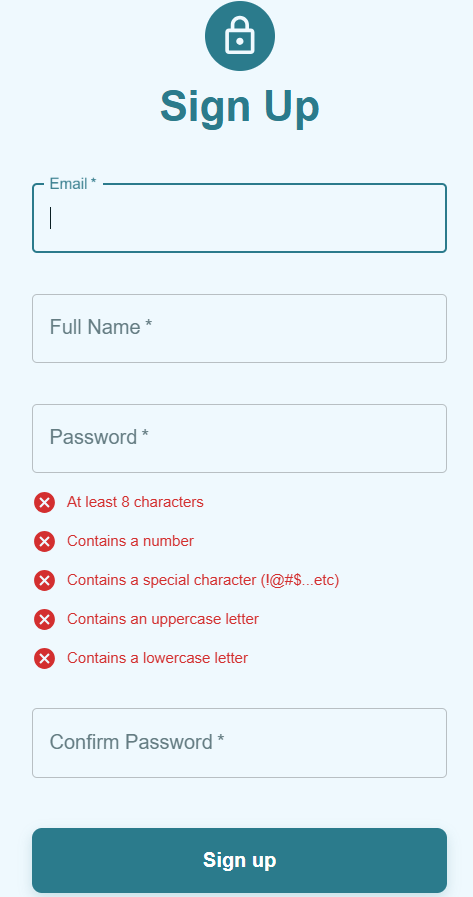 Sign Up
Email *
Full Name *
Password *
At least 8 characters
Contains a number
Contains a special character (!@#$...etc)
Contains an uppercase letter
Contains a lowercase letter
Confirm Password *
Sign up